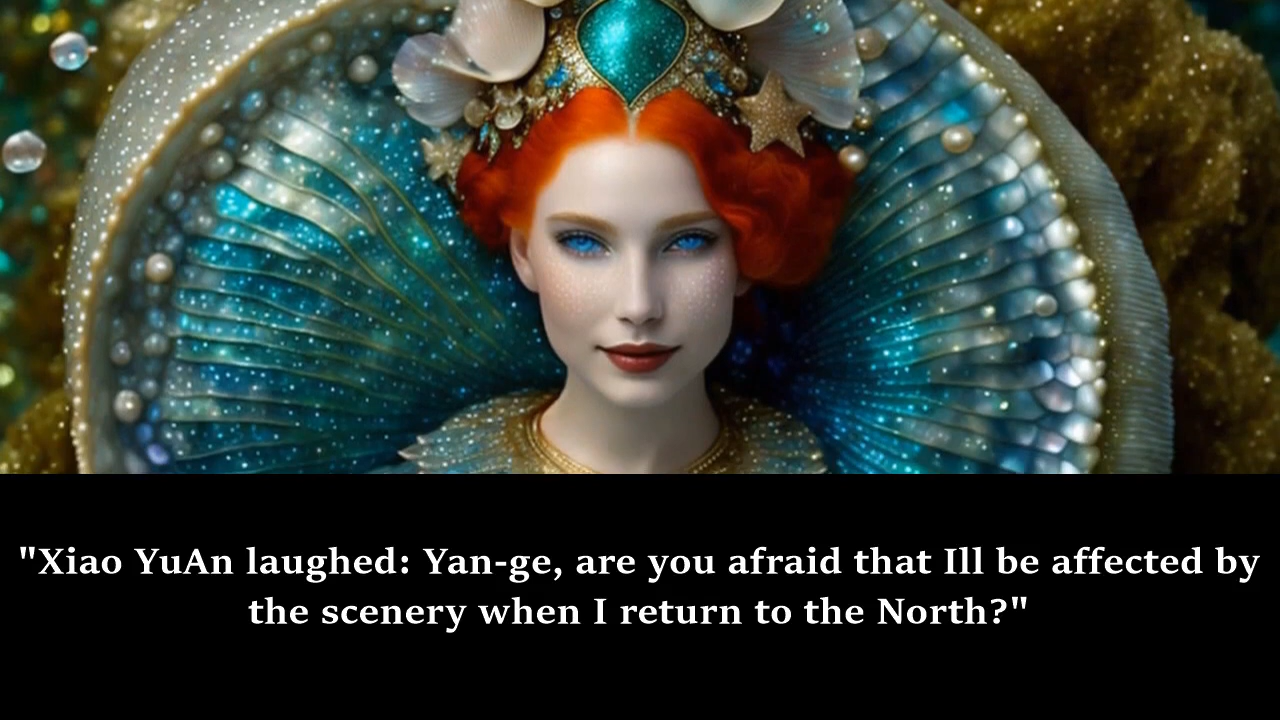 "Xiao YuAn laughed: Yan-ge, are you afraid that Ill be affected by
the scenery when I return to the North?"